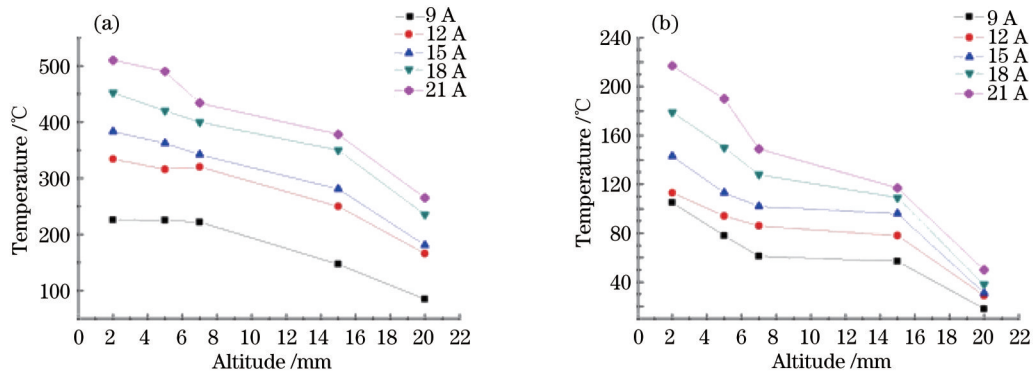 (a)
9 A
12 A
15 A
18 A
21 A
500
400
300
200
100
Temperature /℃
0 2 4 6 8 10 12 14 16 18 20 22
Altitude /mm
(b)
9 A
12 A
15 A
18 A
21 A
240
200
160
120
80
40
Temperature /℃
0 2 4 6 8 10 12 14 16 18 20 22
Altitude /mm